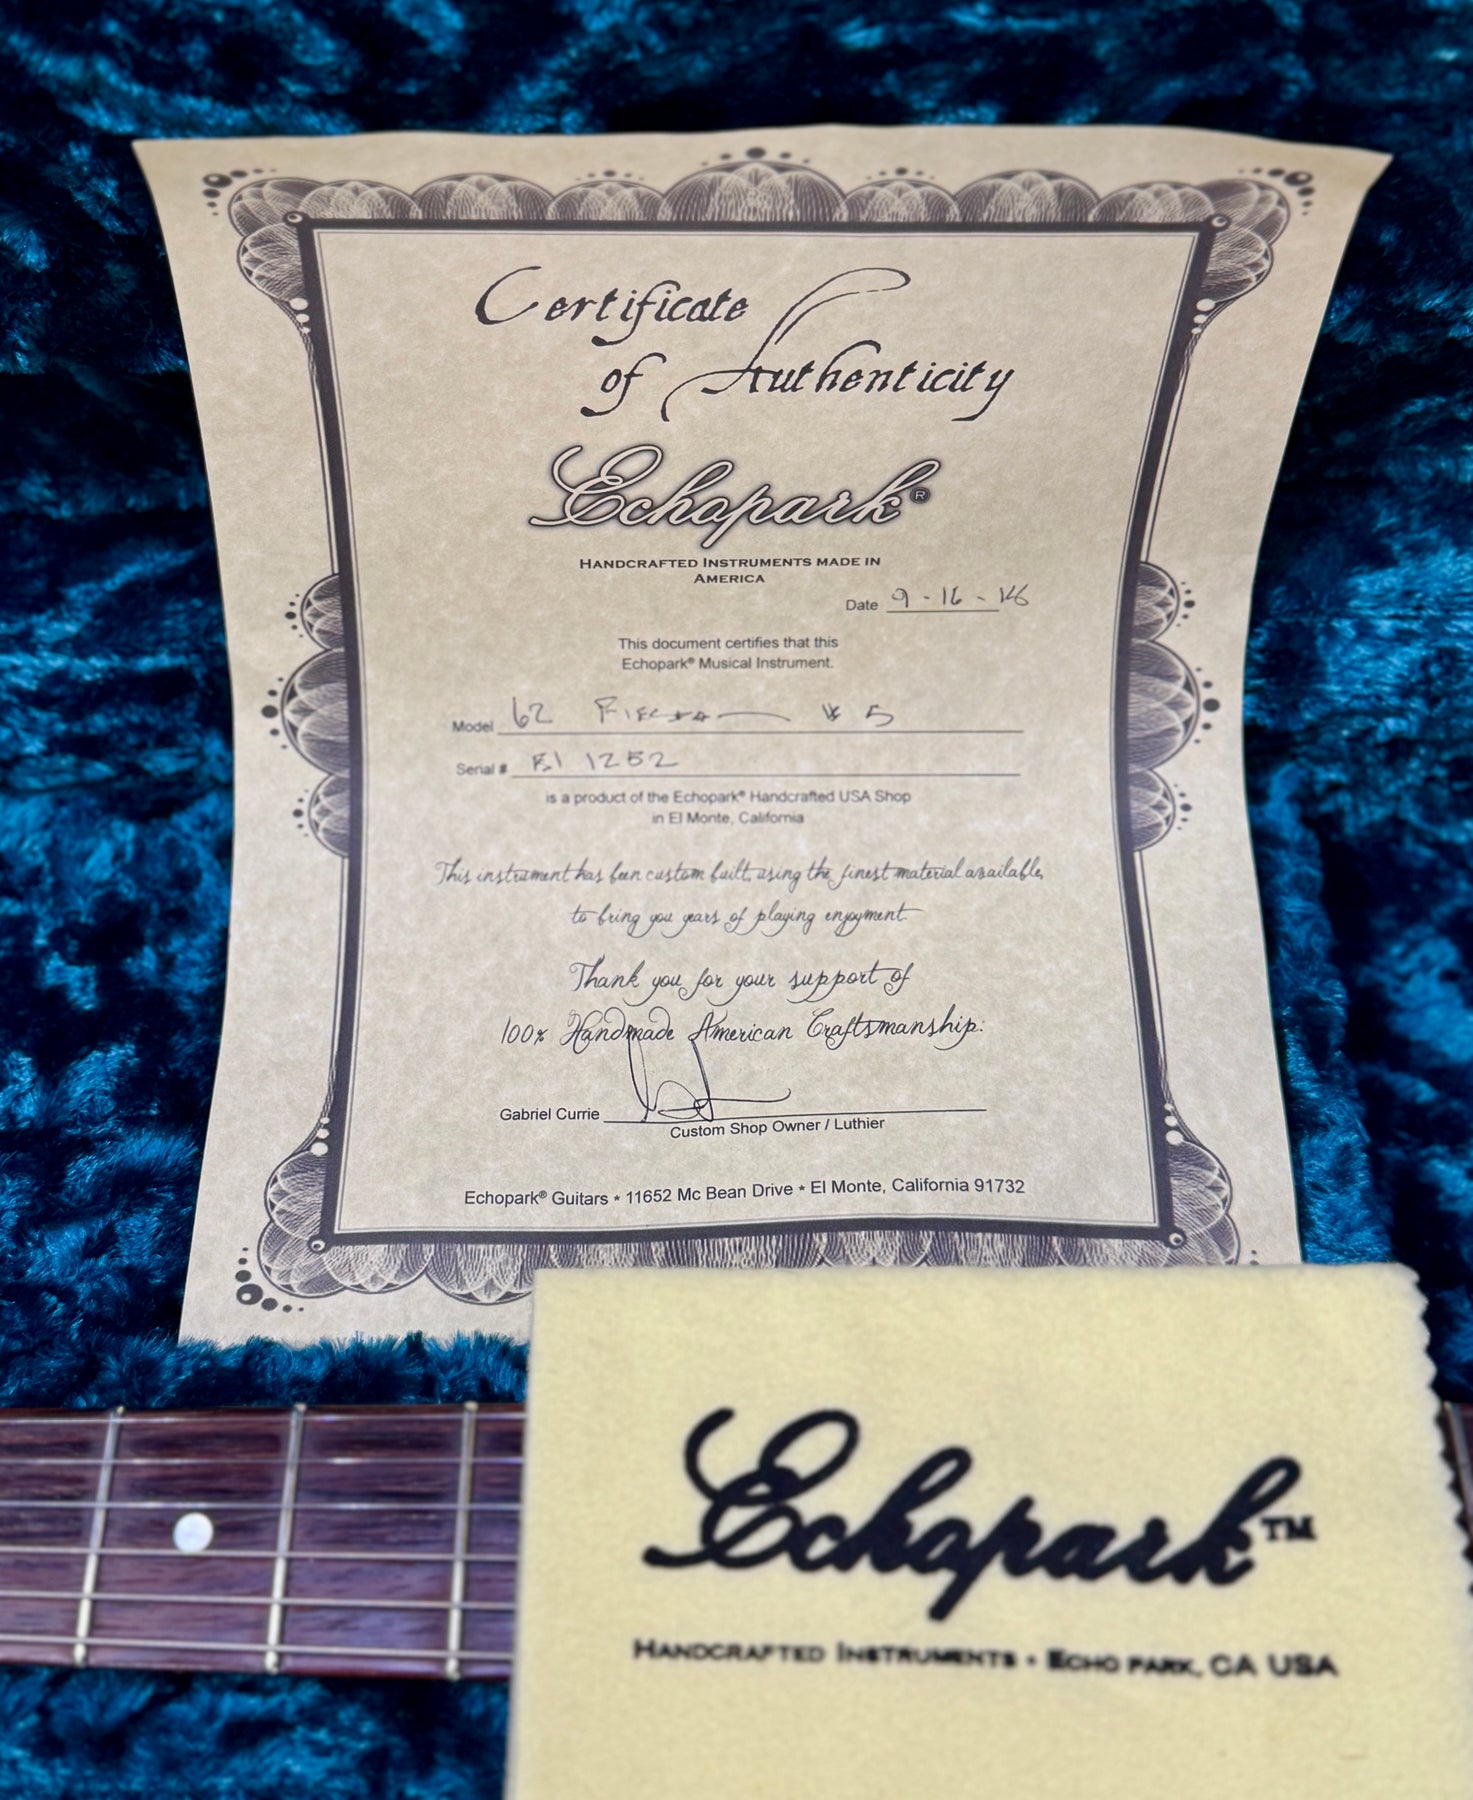 Certificate
of Authenticity
Echopark®
HANDCRAFTED INSTRUMENTS MADE IN
AMERICA
Date 9-16-
This document certifies that this
Echopark® Musical Instrument.
Model 62 5
Serial # 1252
is a product of the Echopark® Handcrafted USA Shop
in El Monte, California
This instrument has been custom built, using the finest material available,
to bring you years of playing enjoyment.
Thank you for your support of
100% Handmade American Craftsmanship.
Gabriel Currie
Custom Shop Owner / Luthier
Echopark® Guitars * 11652 Mc Bean Drive * El Monte, California 91732
Echopark™
HANDCRAFTED INSTRUMENTS • ECHO PARK, CA USA